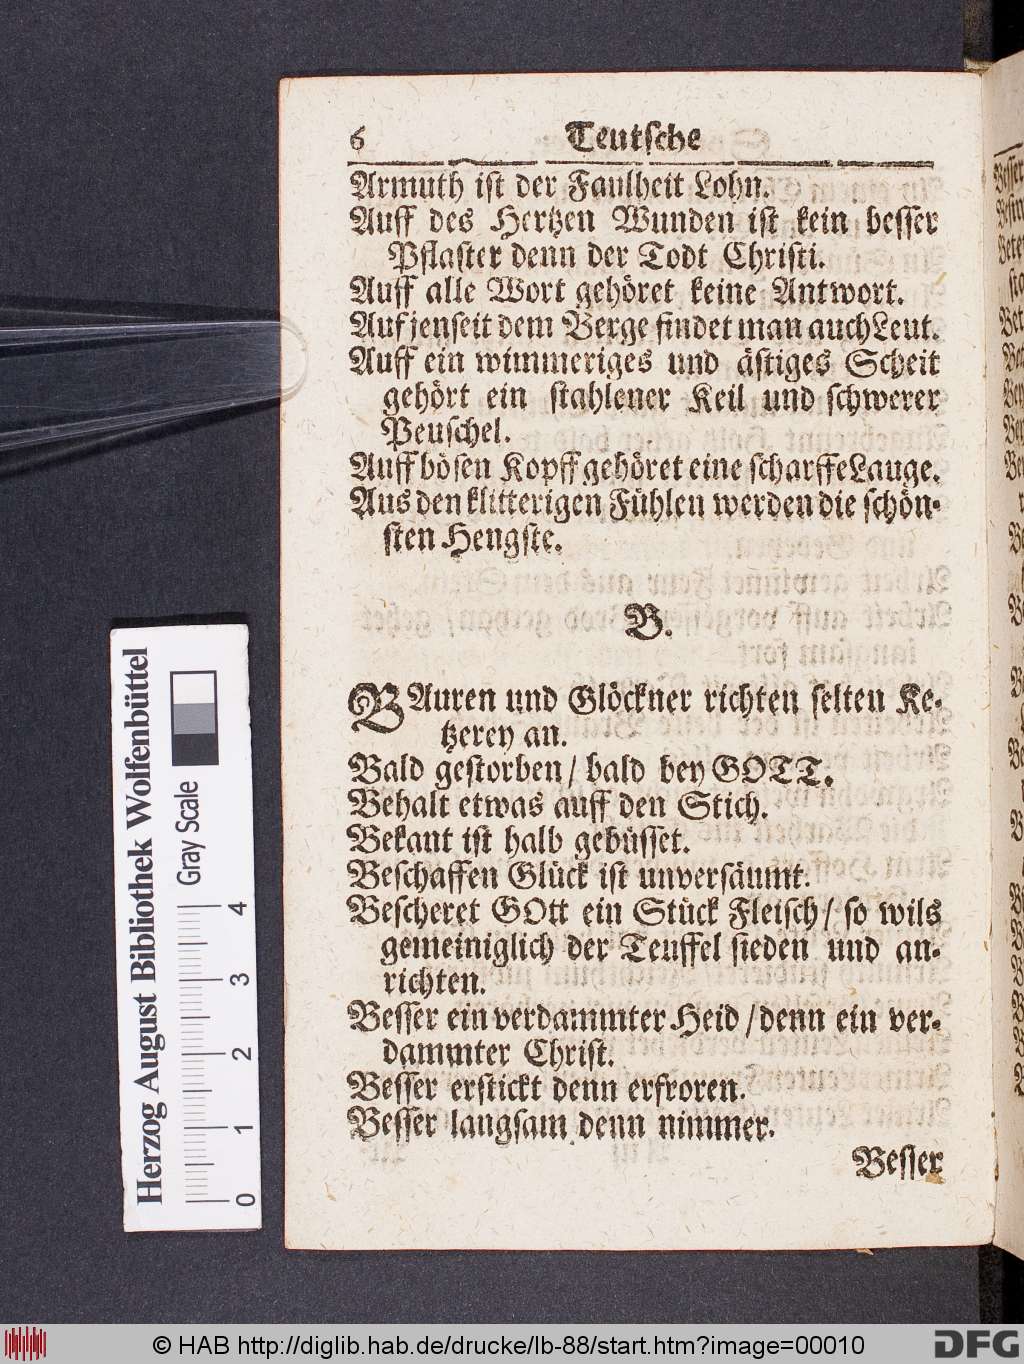 6 Teutsche
Armuth ist der Faulheit Lohn.
Auff des Hertzen Wunden ist kein besser
Pflaster denn der Todt Christi.
Auff alle Wort gehöret keine Antwort.
Auf jenseit dem Berge findet man auch Leut.
Auff ein wimmeriges und ästiges Scheit
gehört ein stahlener Keil und schwerer
Peuschel.
Auff bösen Kopff gehöret eine scharffe Lauge.
Aus den klitterigen Fühlen werden die schön-
sten Hengste.
B.
BAuren und Glöckner richten selten Ke-
tzerey an.
Bald gestorben / bald bey GOTT.
Behalt etwas auff den Stich.
Bekant ist halb gebüsset.
Beschaffen Glück ist unversäumt.
Bescheret GOtt ein Stück Fleisch / so wils
gemeiniglich der Teuffel sieden und an-
richten.
Besser ein verdammter Heid / denn ein ver-
dammter Christ.
Besser erstickt denn erfroren.
Besser langsam denn nimmer.
Besser
Herzog August Bibliothek Wolfenbüttel
Gray Scale
0 1 2 3 4
© HAB http://diglib.hab.de/drucke/lb-88/start.htm?image=00010
DFG